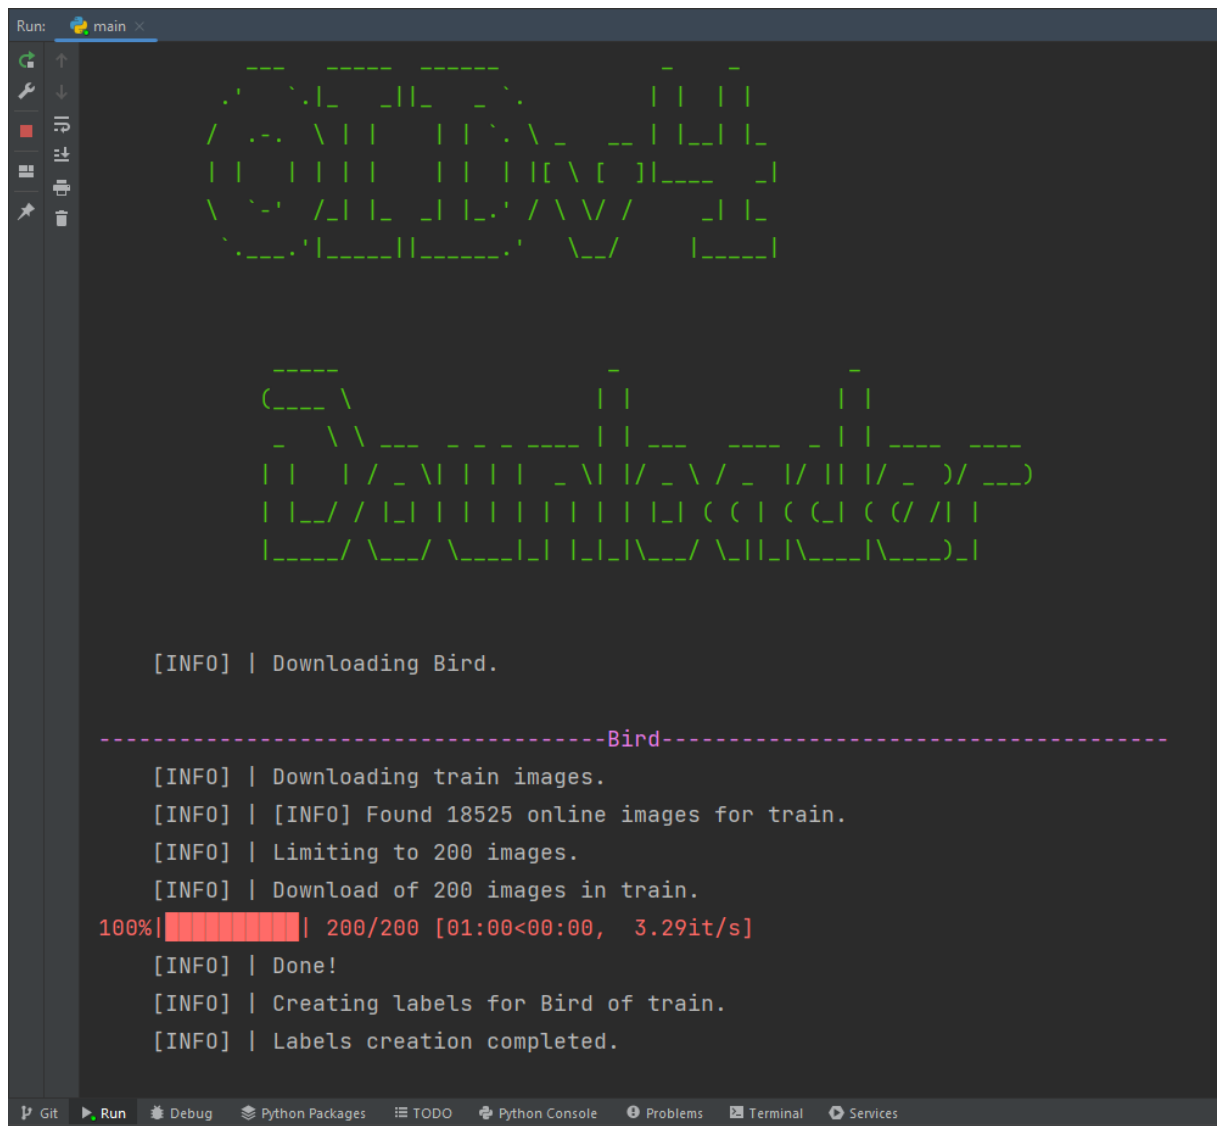 Run: main
OIDv4
Downloader
[INFO] | Downloading Bird.
--------------------------------------Bird--------------------------------------
[INFO] | Downloading train images.
[INFO] | [INFO] Found 18525 online images for train.
[INFO] | Limiting to 200 images.
[INFO] | Download of 200 images in train.
100%|██████████| 200/200 [01:00<00:00,  3.29it/s]
[INFO] | Done!
[INFO] | Creating labels for Bird of train.
[INFO] | Labels creation completed.
Git Run Debug Python Packages TODO Python Console Problems Terminal Services